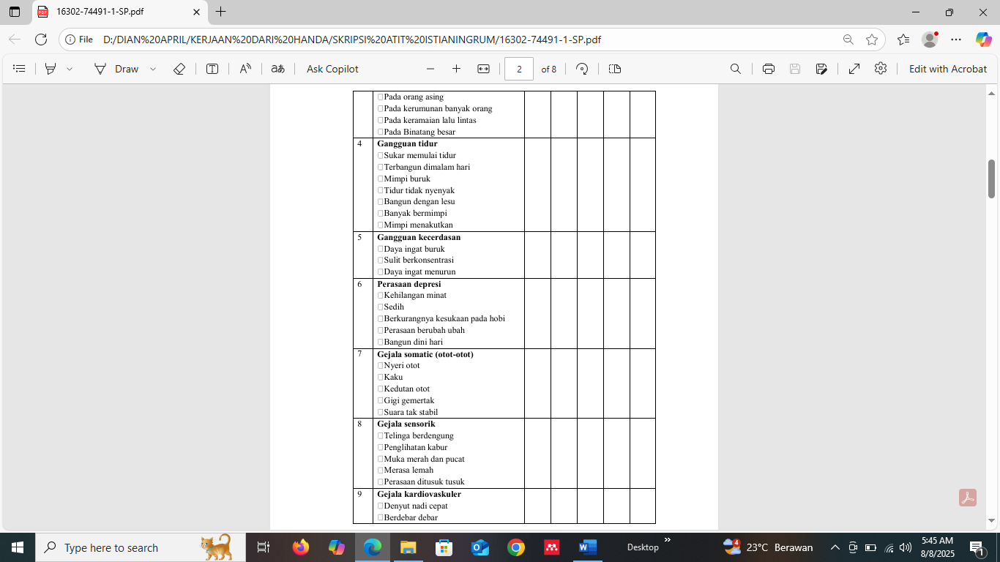 16302-74491-1-SP.pdf
File D:/DIAN%20APRIL/KERJAAN%20DARI%20HANDA/SKRIPSI%20ATIT%20ISTIANINGRUM/16302-74491-1-SP.pdf
Draw
aあ
Ask Copilot
2 of 8
Edit with Acrobat
Pada orang asing
Pada kerumunan banyak orang
Pada keramaian lalu lintas
Pada Binatang besar
4 Gangguan tidur
Sukar memulai tidur
Terbangun dimalam hari
Mimpi buruk
Tidur tidak nyenyak
Bangun dengan lesu
Banyak bermimpi
Mimpi menakutkan
5 Gangguan kecerdasan
Daya ingat buruk
Sulit berkonsentrasi
Daya ingat menurun
6 Perasaan depresi
Kehilangan minat
Sedih
Berkurangnya kesukaan pada hobi
Perasaan berubah ubah
Bangun dini hari
7 Gejala somatic (otot-otot)
Nyeri otot
Kaku
Kedutan otot
Gigi gemertak
Suara tak stabil
8 Gejala sensorik
Telinga berdengung
Penglihatan kabur
Muka merah dan pucat
Merasa lemah
Perasaan ditusuk tusuk
9 Gejala kardiovaskuler
Denyut nadi cepat
Berdebar debar
Type here to search
Desktop
4
23°C Berawan
5:45 AM
8/8/2025
1